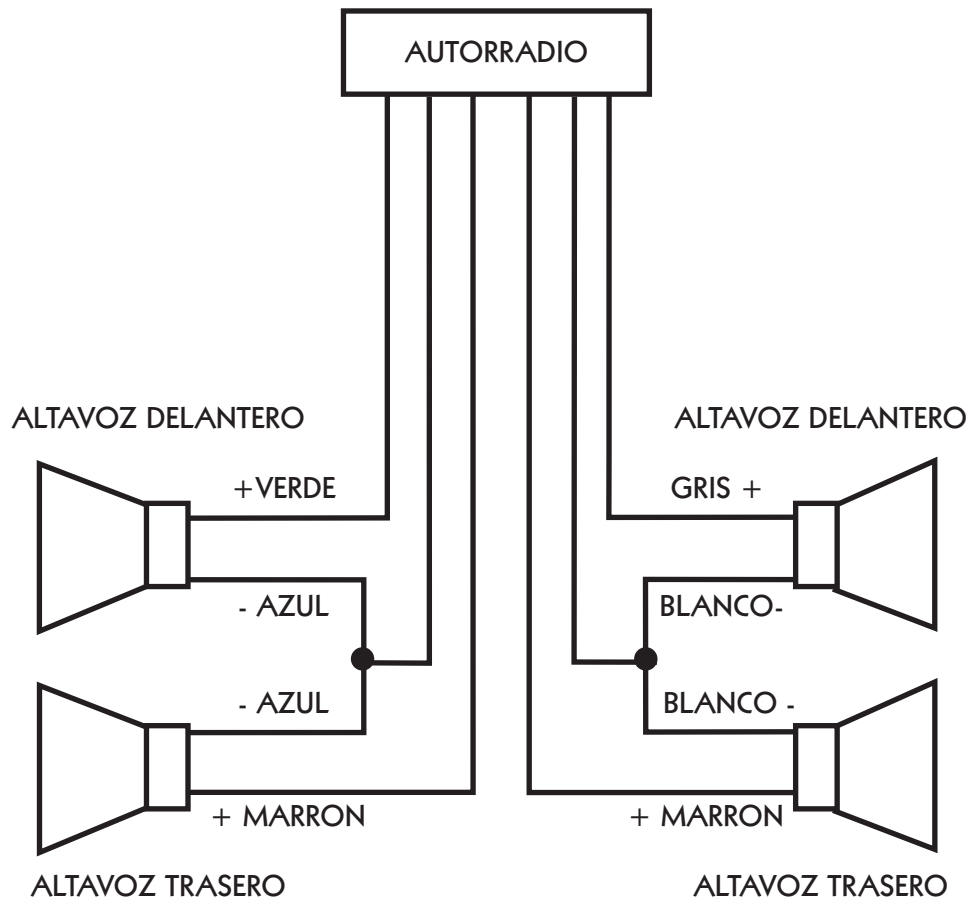 AUTORRADIO
ALTAVOZ DELANTERO
ALTAVOZ DELANTERO
+VERDE
GRIS +
- AZUL
BLANCO-
- AZUL
BLANCO -
+ MARRON
+ MARRON
ALTAVOZ TRASERO
ALTAVOZ TRASERO